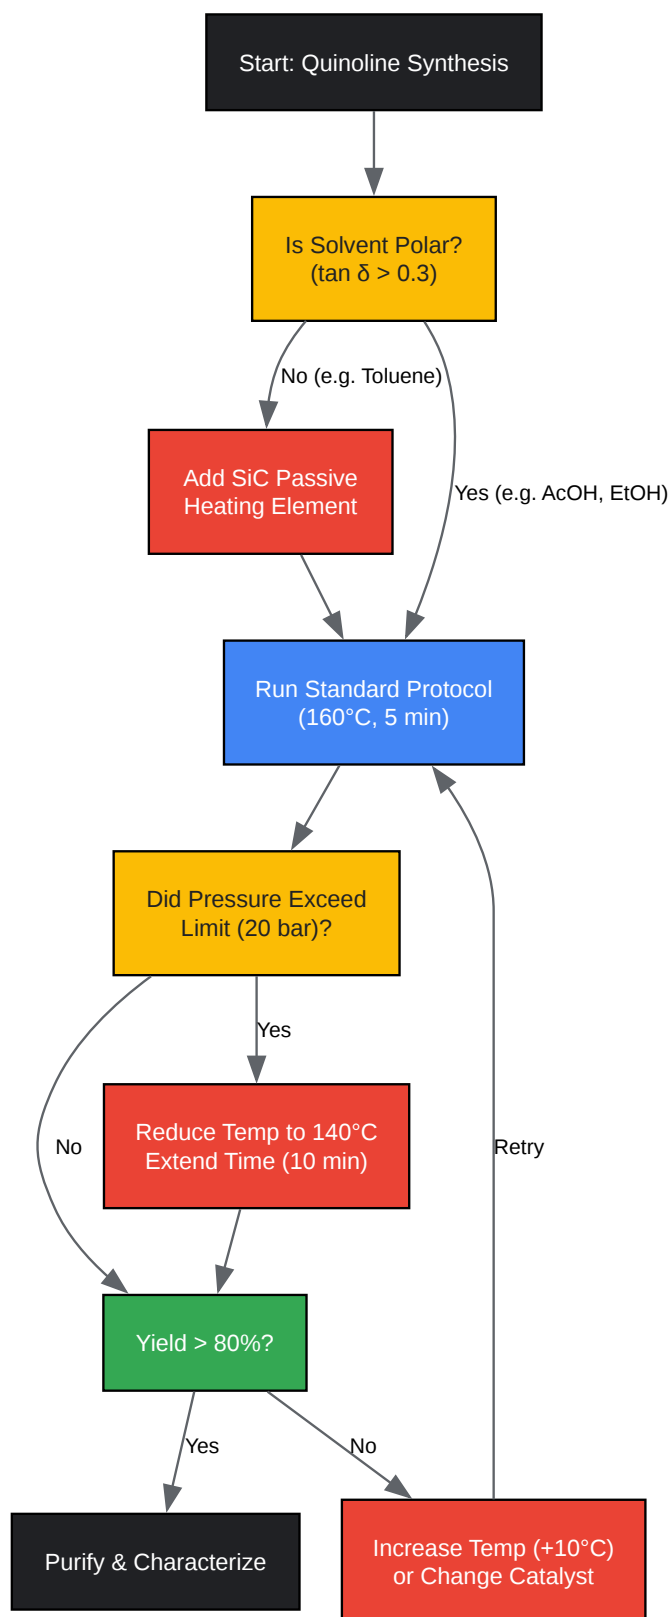 Start: Quinoline Synthesis
Is Solvent Polar?
(tan δ > 0.3)
No (e.g. Toluene)
Add SiC Passive
Heating Element
Yes (e.g. AcOH, EtOH)
Run Standard Protocol
(160°C, 5 min)
Did Pressure Exceed
Limit (20 bar)?
Yes
Reduce Temp to 140°C
Extend Time (10 min)
No
Retry
Yield > 80%?
Yes
No
Purify & Characterize
Increase Temp (+10°C)
or Change Catalyst